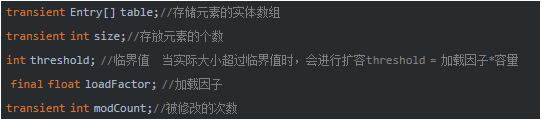 transient Entry[] table;//存储元素的实体数组
transient int size;//存放元素的个数
int threshold; //临界值 当实际大小超过临界值时，会进行扩容threshold = 加载因子*容量
final float loadFactor; //加载因子
transient int modCount;//被修改的次数